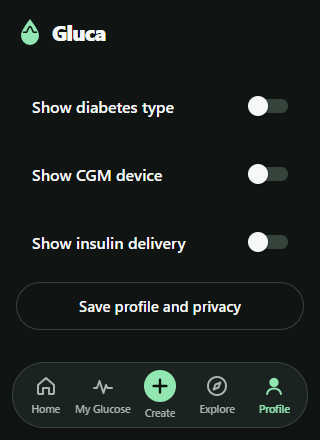 Gluca
Show diabetes type
Show CGM device
Show insulin delivery
Save profile and privacy
Home
My Glucose
Create
Explore
Profile